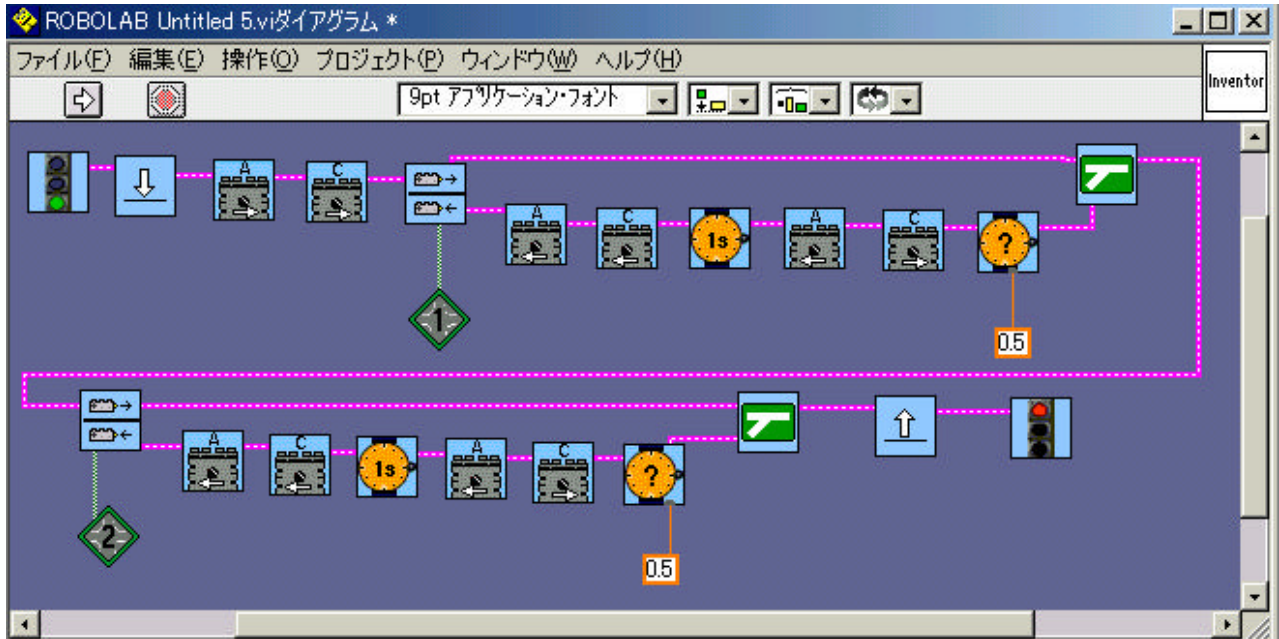 ROBOLAB Untitled 5.viダイアグラム *
ファイル(F) 編集(E) 操作(O) プロジェクト(P) ウィンドウ(W) ヘルプ(H)
9pt アプリケーション・フォント
Inventor
A C
A C 1s A C ?
1
0.5
A C 1s A C ?
2
0.5